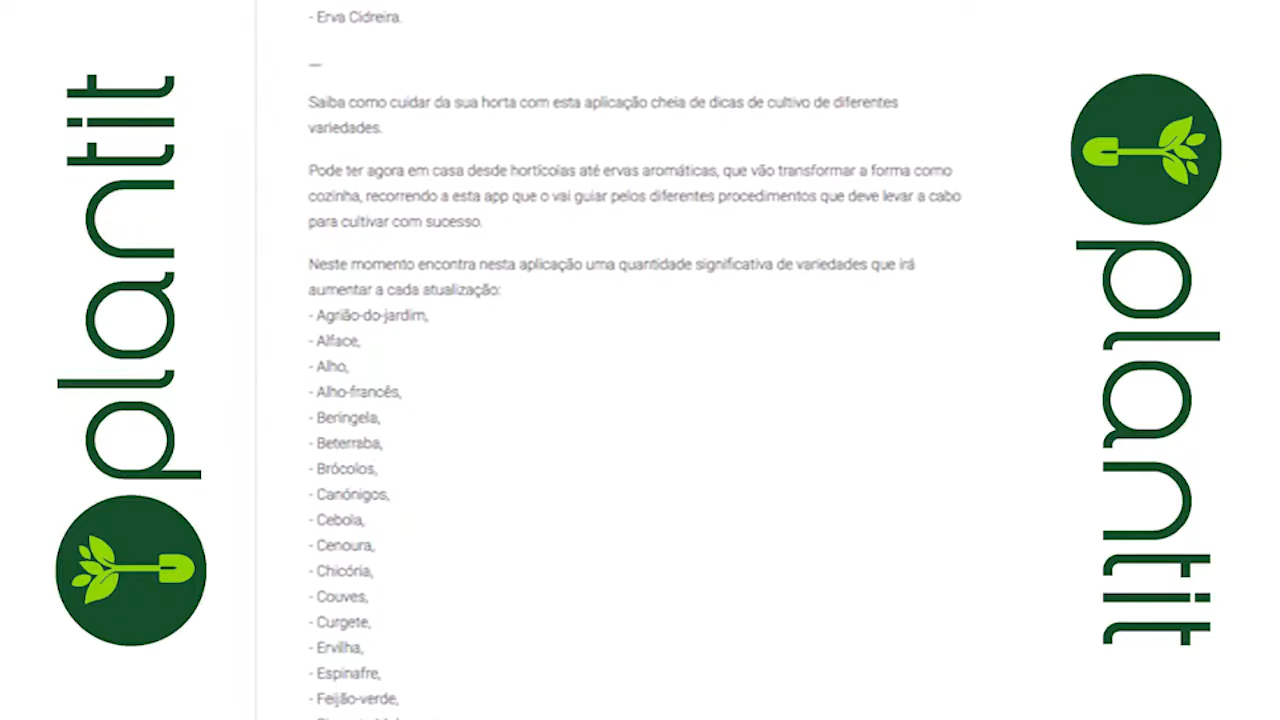 plantit
- Erva Cidreira.
—
Saiba como cuidar da sua horta com esta aplicação cheia de dicas de cultivo de diferentes
variedades.
Pode ter agora em casa desde hortícolas até ervas aromáticas, que vão transformar a forma como
cozinha, recorrendo a esta app que o vai guiar pelos diferentes procedimentos que deve levar a cabo
para cultivar com sucesso.
Neste momento encontra nesta aplicação uma quantidade significativa de variedades que irá
aumentar a cada atualização:
- Agrião-do-jardim,
- Alface,
- Alho,
- Alho-francês,
- Beringela,
- Beterraba,
- Brócolos,
- Canónigos,
- Cebola,
- Cenoura,
- Chicória,
- Couves,
- Curgete,
- Ervilha,
- Espinafre,
- Feijão-verde,
plantit